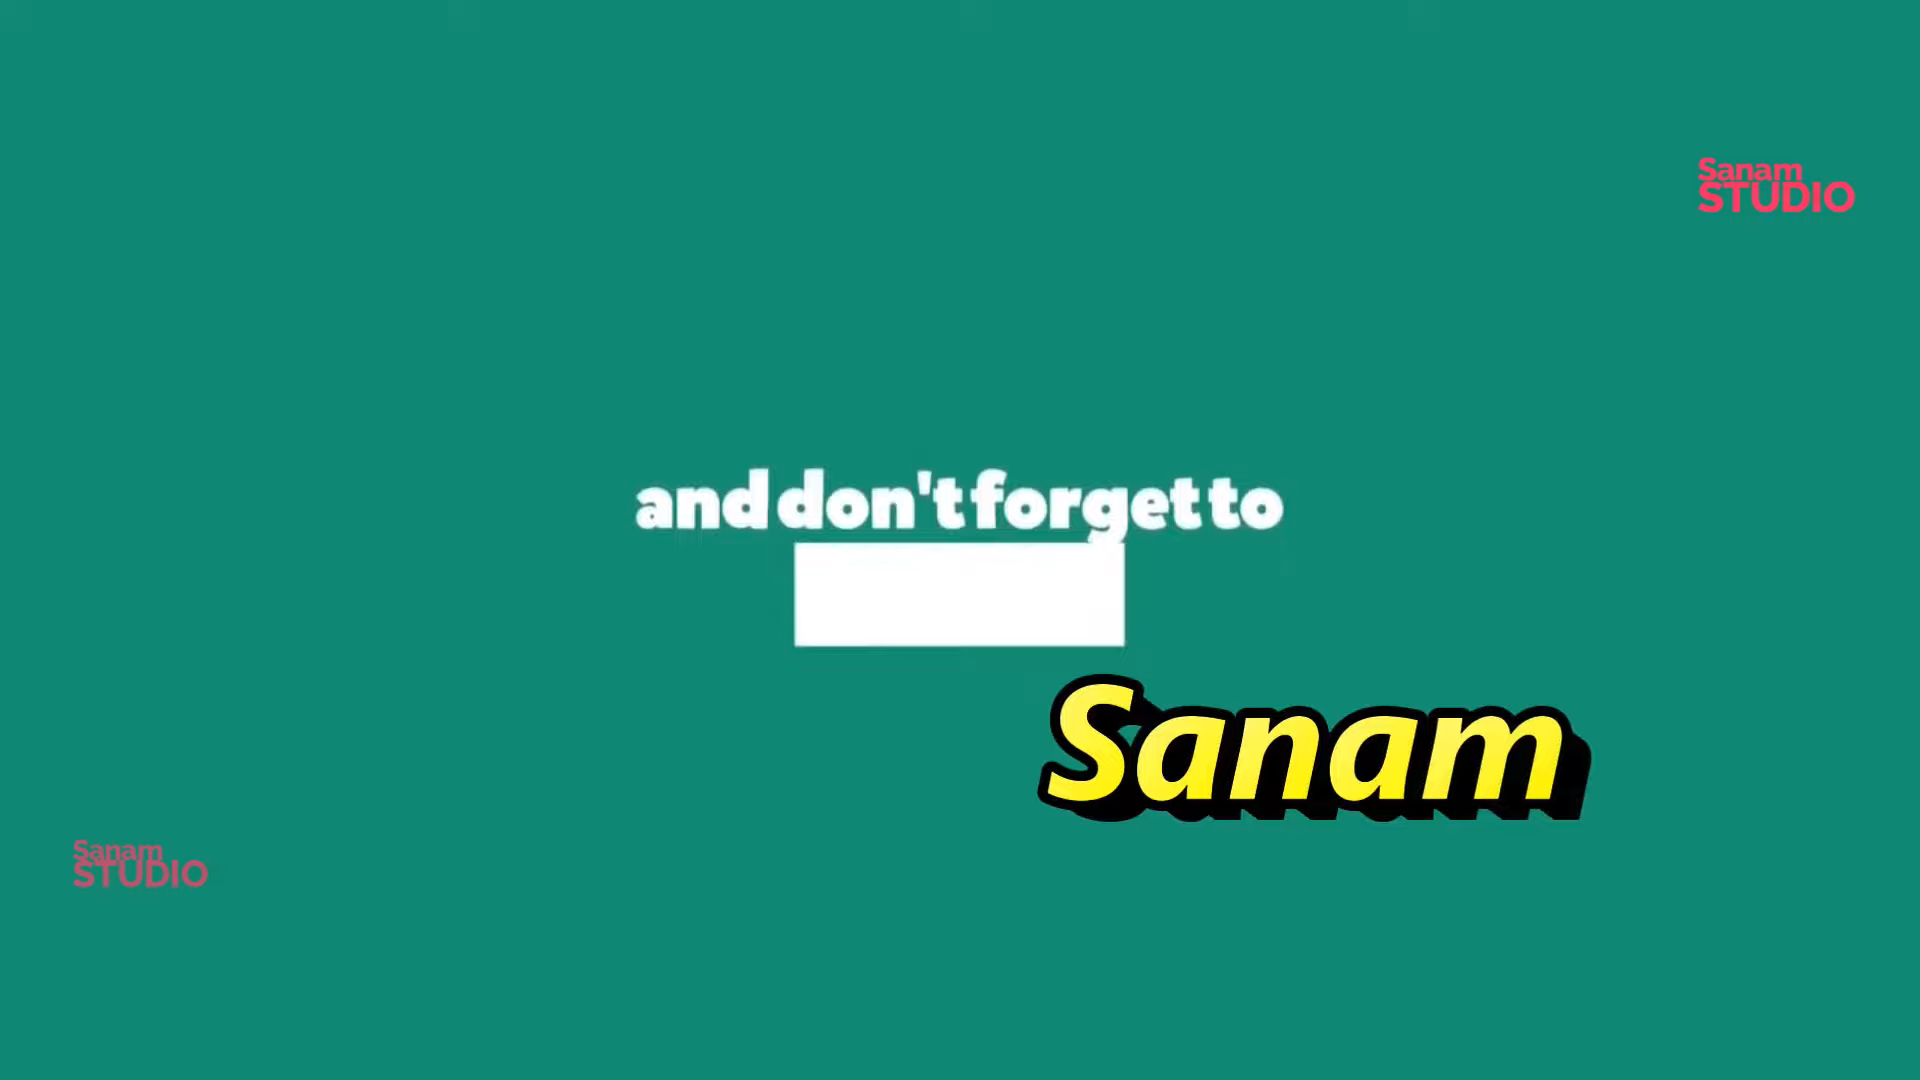 Sanam
STUDIO
and don't forget to
Sanam
Sanam
STUDIO